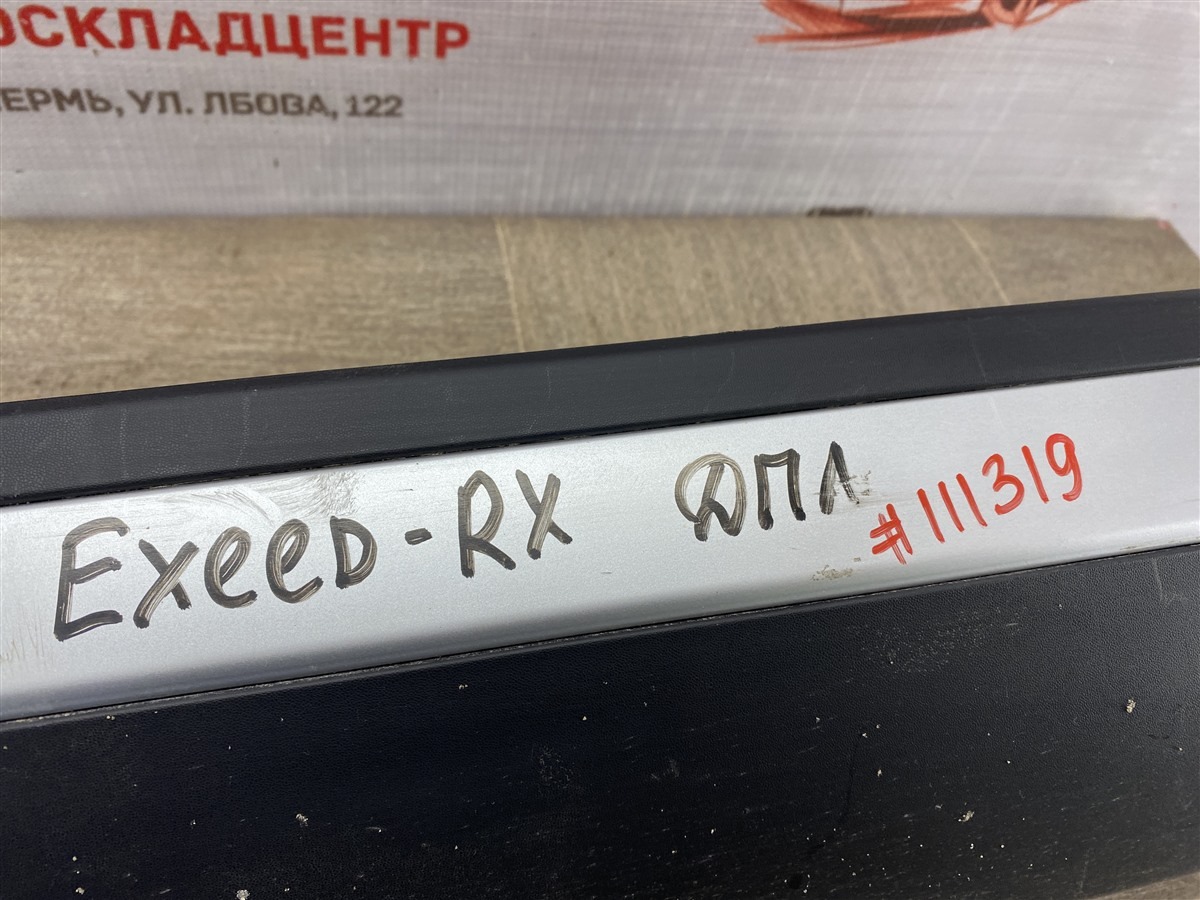 ОСКЛАДЦЕНТР
ЕРМЬ, УЛ. ЛБОВА, 122
Exeed-RX ДПЛ #111319